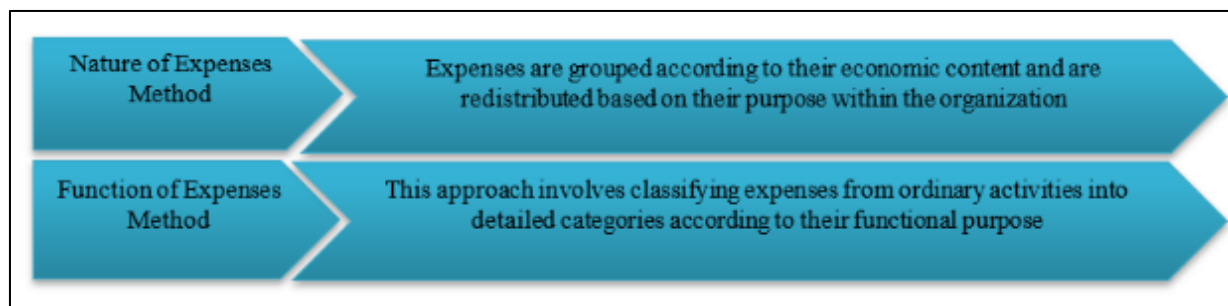 Nature of Expenses
Method
Expenses are grouped according to their economic content and are
redistributed based on their purpose within the organization
Function of Expenses
Method
This approach involves classifying expenses from ordinary activities into
detailed categories according to their functional purpose